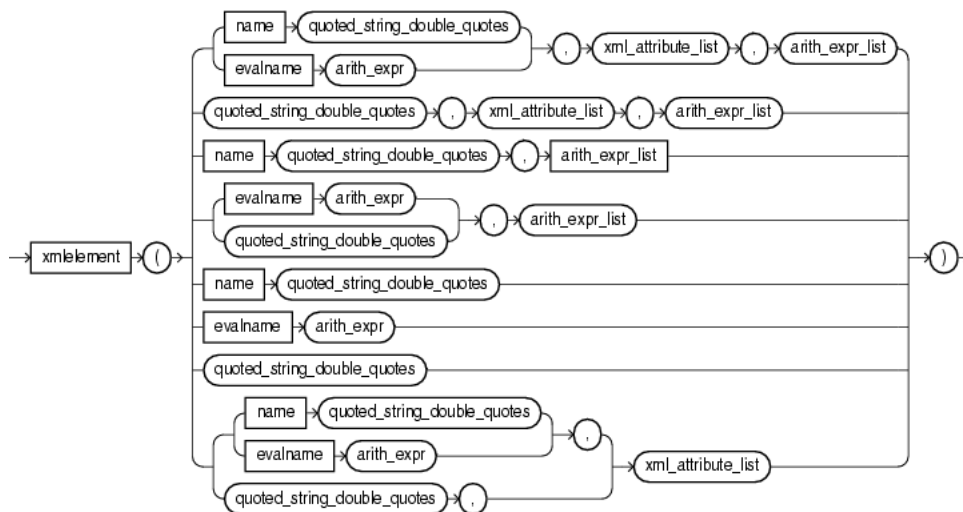 name quoted_string_double_quotes
, xml_attribute_list , arith_expr_list
evalname arith_expr
quoted_string_double_quotes , xml_attribute_list , arith_expr_list
name quoted_string_double_quotes , arith_expr_list
evalname arith_expr
, arith_expr_list
quoted_string_double_quotes
xmlelement ( )
name quoted_string_double_quotes
evalname arith_expr
quoted_string_double_quotes
name quoted_string_double_quotes
,
evalname arith_expr
xml_attribute_list
quoted_string_double_quotes ,